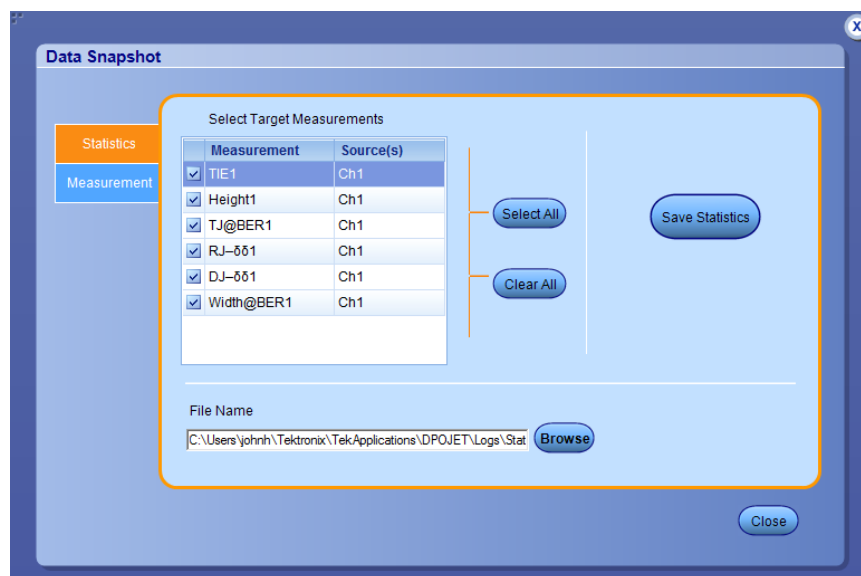 X
Data Snapshot
Statistics
Measurement
Select Target Measurements
Measurement Source(s)
TIE1 Ch1
Height1 Ch1
TJ@BER1 Ch1
RJ–δδ1 Ch1
DJ–δδ1 Ch1
Width@BER1 Ch1
Select All
Clear All
Save Statistics
File Name
C:\Users\johnh\Tektronix\TekApplications\DPOJET\Logs\Stat
Browse
Close